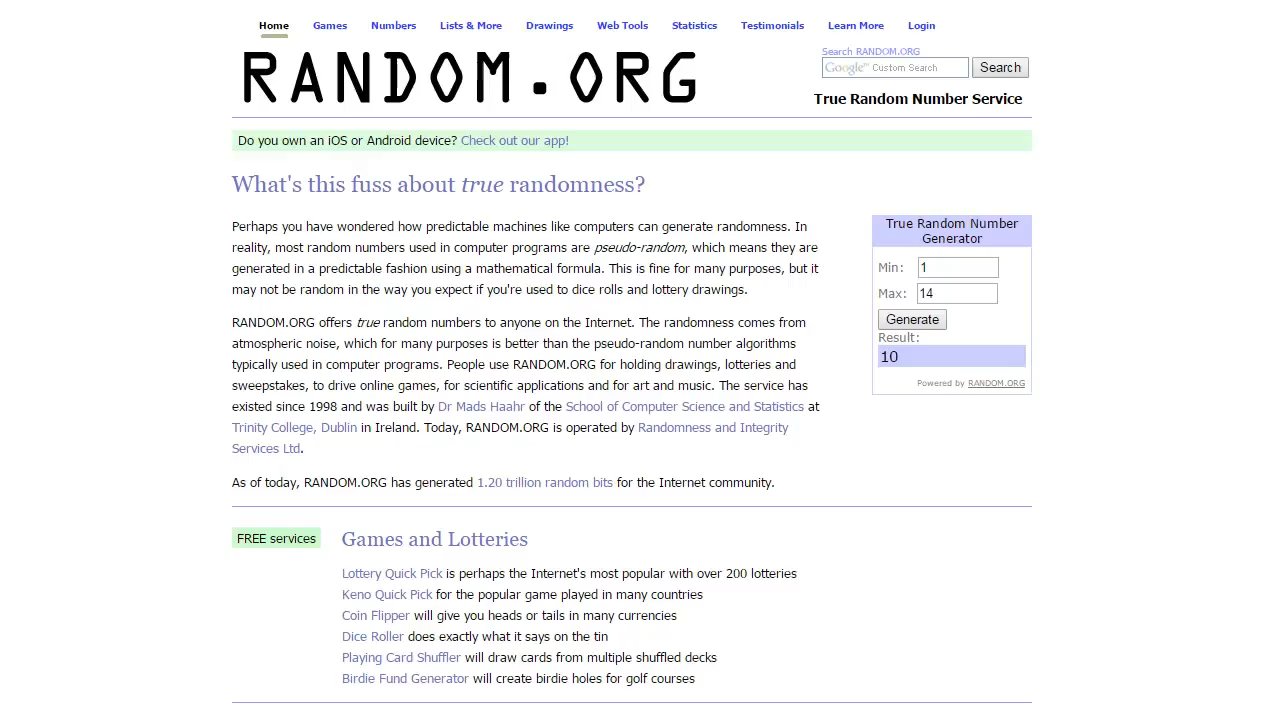 Home Games Numbers Lists & More Drawings Web Tools Statistics Testimonials Learn More Login
RANDOM.ORG
Search RANDOM.ORG
Google™ Custom Search Search
True Random Number Service
Do you own an iOS or Android device? Check out our app!
What's this fuss about true randomness?
Perhaps you have wondered how predictable machines like computers can generate randomness. In
reality, most random numbers used in computer programs are pseudo-random, which means they are
generated in a predictable fashion using a mathematical formula. This is fine for many purposes, but it
may not be random in the way you expect if you're used to dice rolls and lottery drawings.
RANDOM.ORG offers true random numbers to anyone on the Internet. The randomness comes from
atmospheric noise, which for many purposes is better than the pseudo-random number algorithms
typically used in computer programs. People use RANDOM.ORG for holding drawings, lotteries and
sweepstakes, to drive online games, for scientific applications and for art and music. The service has
existed since 1998 and was built by Dr Mads Haahr of the School of Computer Science and Statistics at
Trinity College, Dublin in Ireland. Today, RANDOM.ORG is operated by Randomness and Integrity
Services Ltd.
As of today, RANDOM.ORG has generated 1.20 trillion random bits for the Internet community.
True Random Number
Generator
Min: 1
Max: 14
Generate
Result:
10
Powered by RANDOM.ORG
FREE services
Games and Lotteries
Lottery Quick Pick is perhaps the Internet's most popular with over 200 lotteries
Keno Quick Pick for the popular game played in many countries
Coin Flipper will give you heads or tails in many currencies
Dice Roller does exactly what it says on the tin
Playing Card Shuffler will draw cards from multiple shuffled decks
Birdie Fund Generator will create birdie holes for golf courses